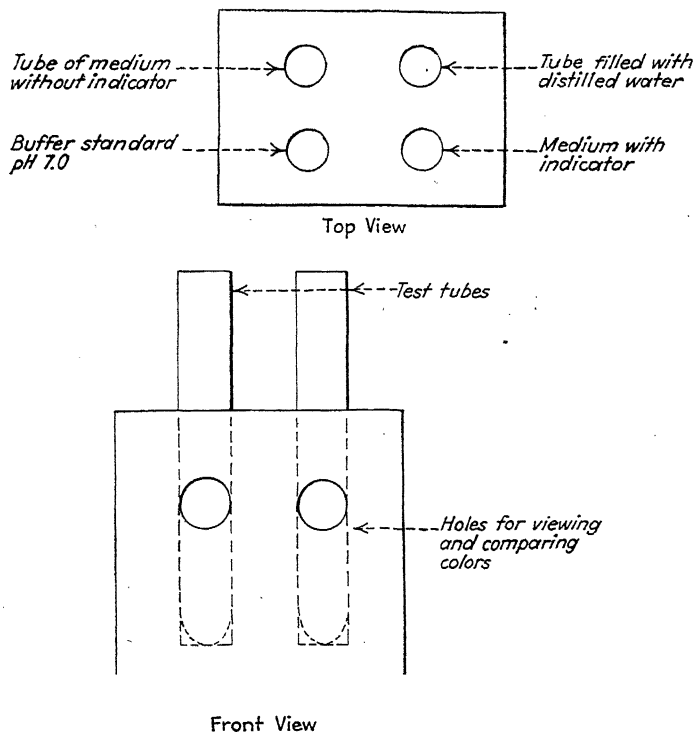 Tube of medium
without indicator
Tube filled with
distilled water
Buffer standard
pH 7.0
Medium with
indicator
Top View
Test tubes
Holes for viewing
and comparing
colors
Front View